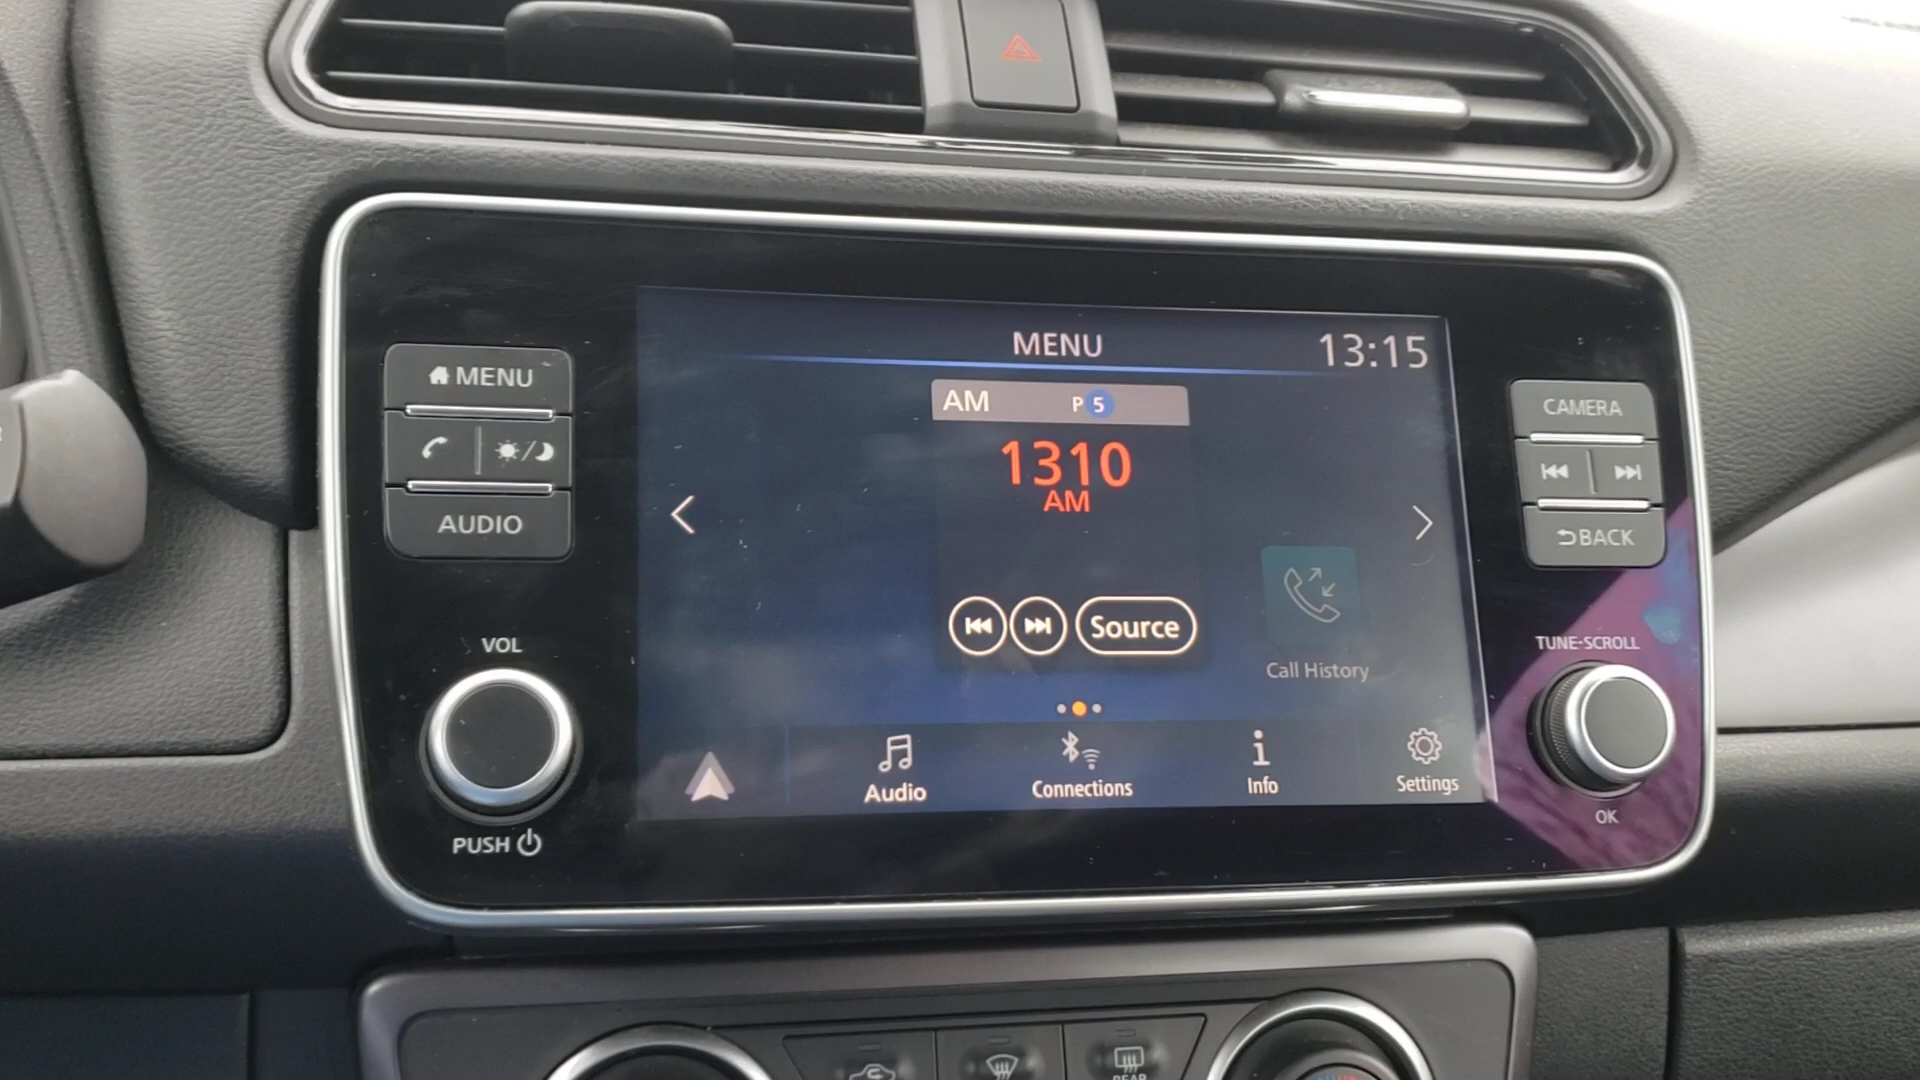 MENU
AUDIO
VOL
PUSH
MENU 13:15
AM P 5
1310
AM
Source
Call History
Audio
Connections
Info
Settings
CAMERA
BACK
TUNE·SCROLL
OK
REAR